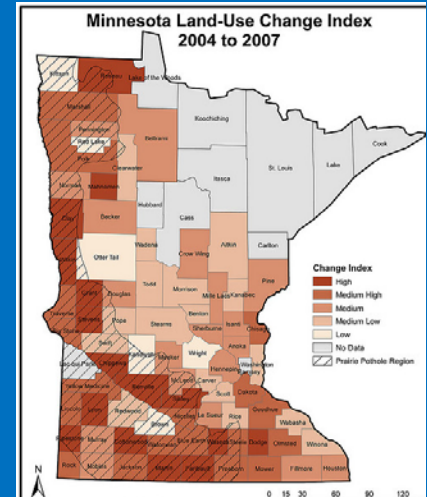 Minnesota Land-Use Change Index
2004 to 2007
Kittson
Roseau
Lake of the Woods
Koochiching
Marshall
Cook
Beltrami
St. Louis
Lake
Pennington
Red Lake
Polk
Itasca
Clearwater
Norman
Mahnomen
Hubbard
Cass
Clay
Becker
Crow Wing
Aitkin
Carlton
Wadena
Otter Tail
Pine
Todd
Morrison
Mille Lacs
Kanabec
Grant
Douglas
Benton
Stevens
Pope
Stearns
Isanti
Sherburne
Chisago
Swift
Anoka
Kandiyohi
Meeker
Wright
Washington
Ramsey
Lac qui Parle
Chippewa
Hennepin
Renville
McLeod
Carver
Yellow Medicine
Scott
Dakota
Sibley
Lincoln
Lyon
Redwood
Goodhue
Nicollet
Le Sueur
Rice
Wabasha
Brown
Pipestone
Murray
Cottonwood
Blue Earth
Waseca
Steele
Dodge
Olmsted
Winona
Rock
Nobles
Jackson
Martin
Faribault
Freeborn
Mower
Fillmore
Houston
Change Index
High
Medium High
Medium
Medium Low
Low
No Data
Prairie Pothole Region
N
0 15 30 60 90 120